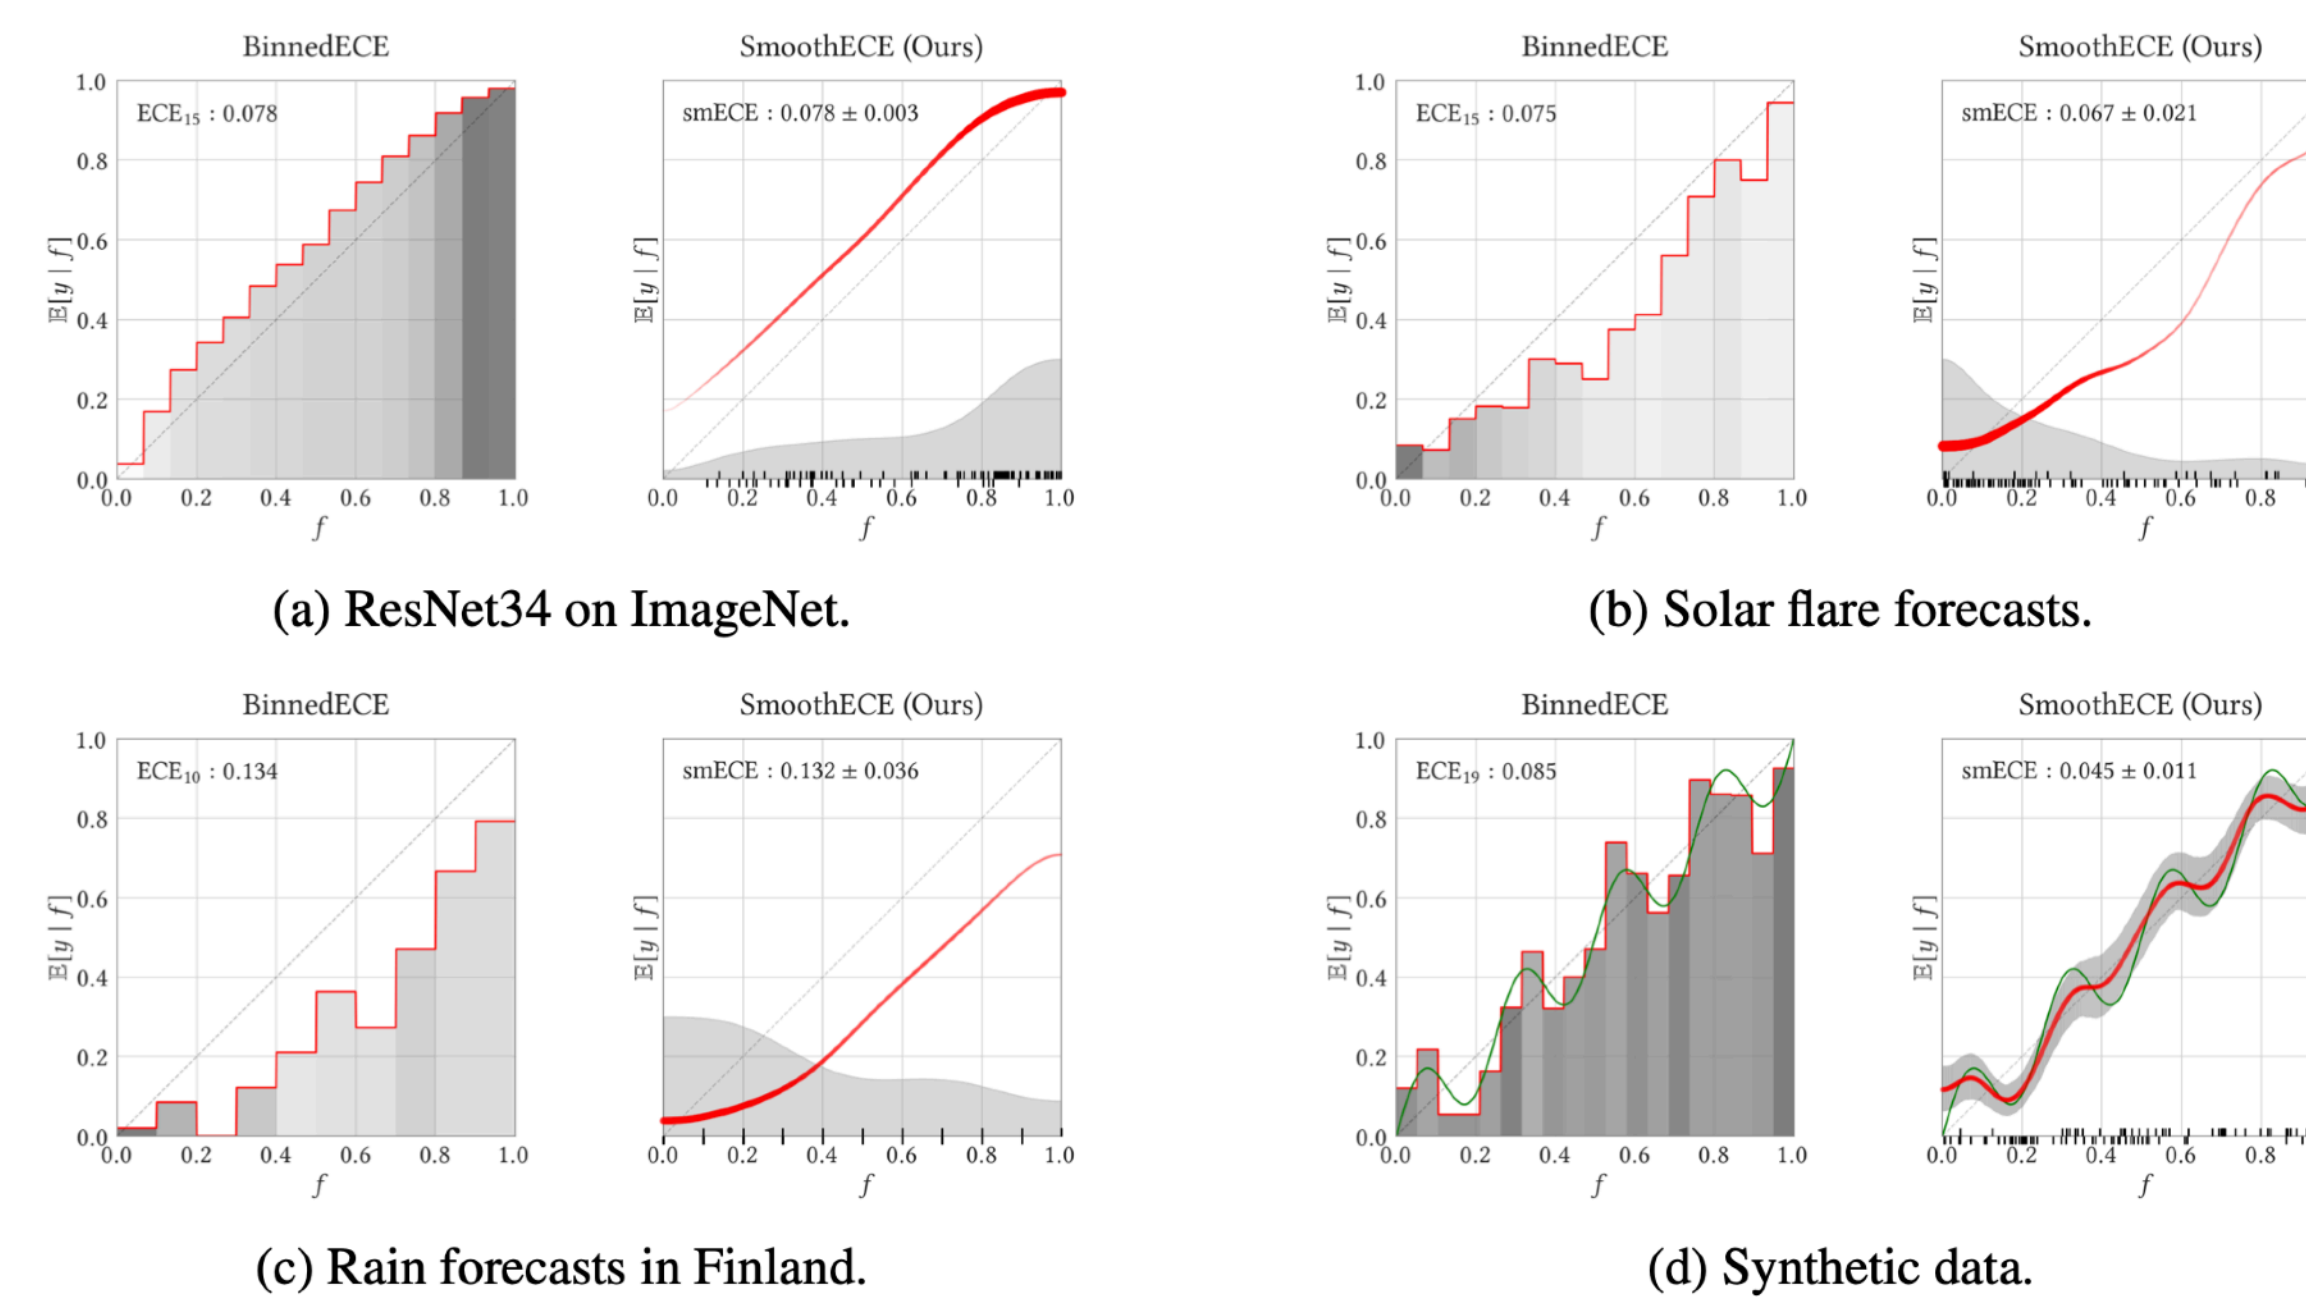 BinnedECE
SmoothECE (Ours)
BinnedECE
SmoothECE (Ours)
ECE₁₅ : 0.078
smECE : 0.078 ± 0.003
ECE₁₅ : 0.075
smECE : 0.067 ± 0.021
1.0
0.8
0.6
0.4
0.2
0.0
𝔼[y | f]
0.0 0.2 0.4 0.6 0.8 1.0
f
𝔼[y | f]
0.0 0.2 0.4 0.6 0.8 1.0
f
1.0
0.8
0.6
0.4
0.2
0.0
𝔼[y | f]
0.0 0.2 0.4 0.6 0.8 1.0
f
𝔼[y | f]
0.0 0.2 0.4 0.6 0.8
f
(a) ResNet34 on ImageNet.
(b) Solar flare forecasts.
BinnedECE
SmoothECE (Ours)
BinnedECE
SmoothECE (Ours)
ECE₁₀ : 0.134
smECE : 0.132 ± 0.036
ECE₁₉ : 0.085
smECE : 0.045 ± 0.011
1.0
0.8
0.6
0.4
0.2
0.0
𝔼[y | f]
0.0 0.2 0.4 0.6 0.8 1.0
f
𝔼[y | f]
0.0 0.2 0.4 0.6 0.8 1.0
f
1.0
0.8
0.6
0.4
0.2
0.0
𝔼[y | f]
0.0 0.2 0.4 0.6 0.8 1.0
f
𝔼[y | f]
0.0 0.2 0.4 0.6 0.8
f
(c) Rain forecasts in Finland.
(d) Synthetic data.